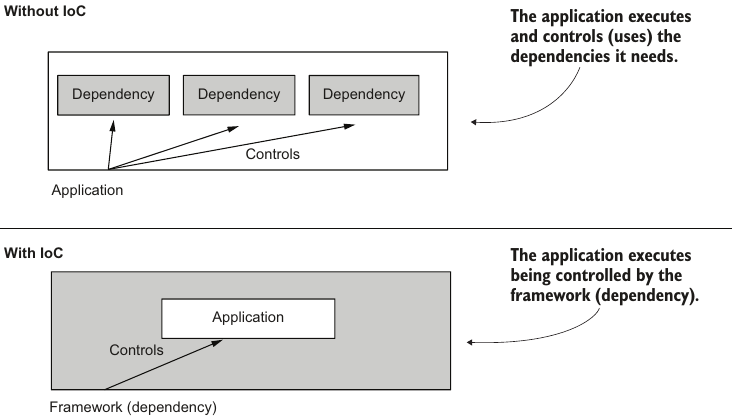 Without IoC
The application executes
and controls (uses) the
dependencies it needs.
Dependency
Dependency
Dependency
Controls
Application
With IoC
The application executes
being controlled by the
framework (dependency).
Application
Controls
Framework (dependency)